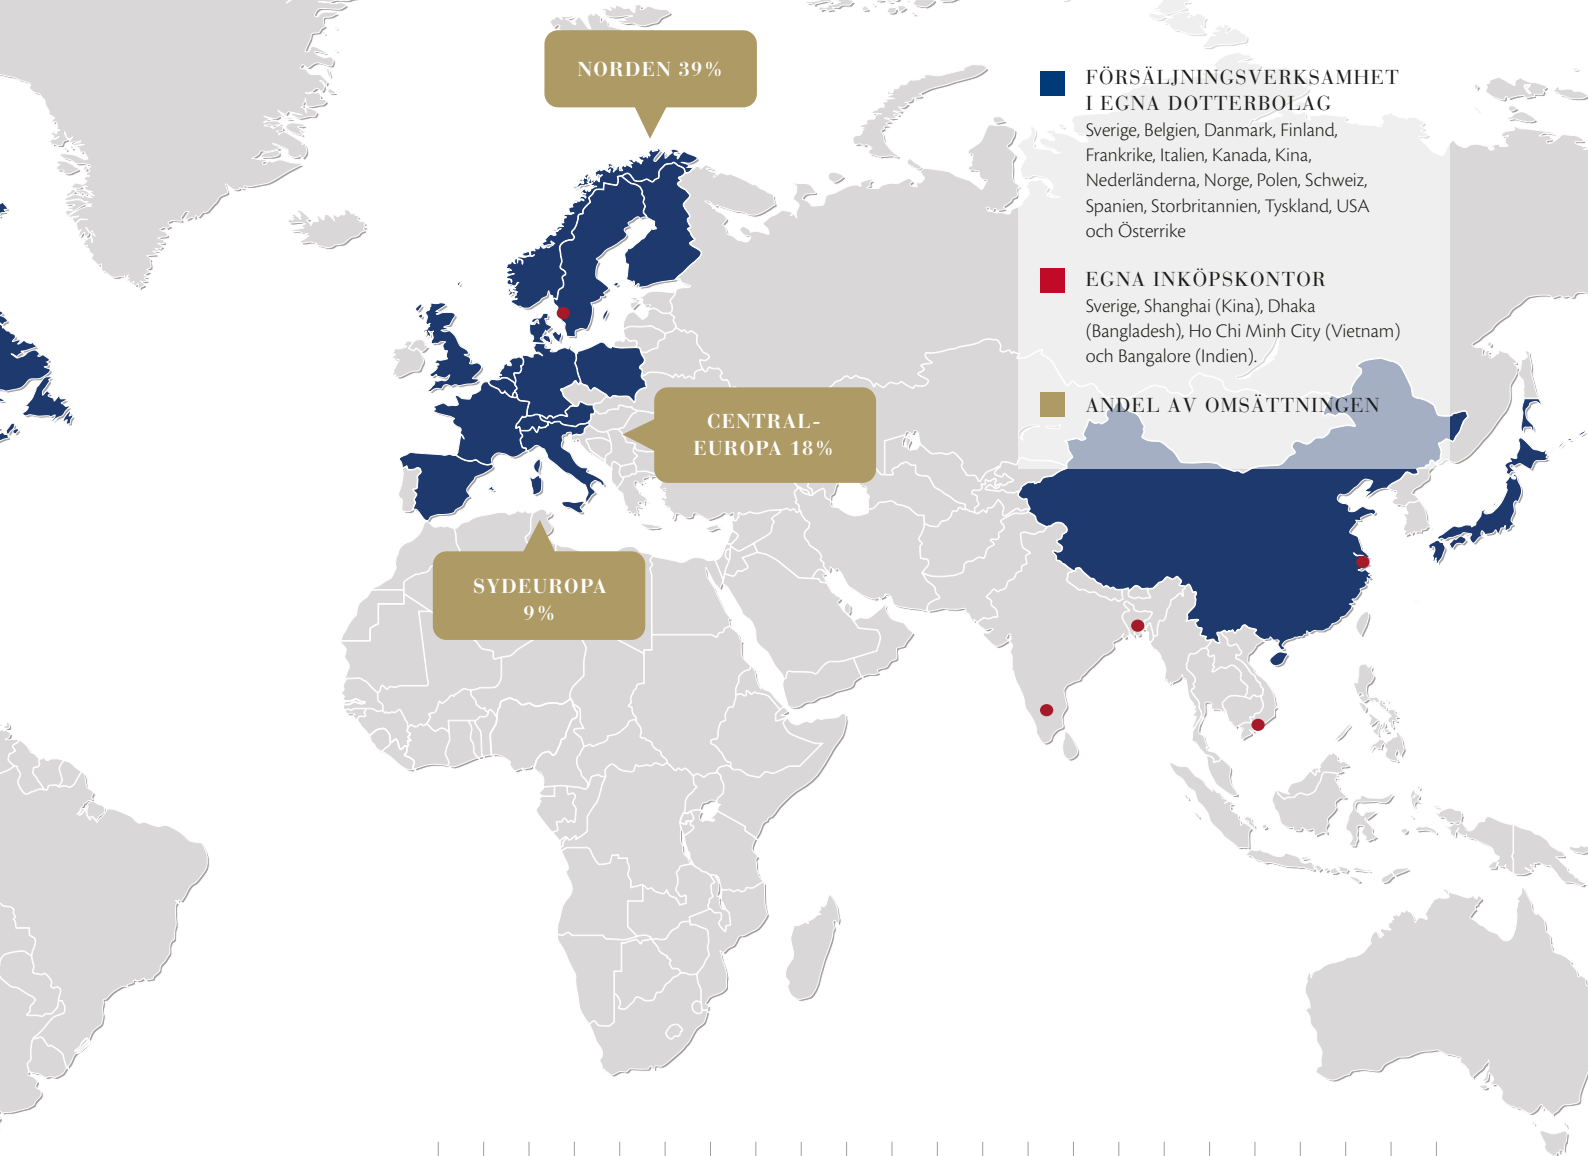 NORDEN 39%
FÖRSÄLJNINGSVERKSAMHET
I EGNA DOTTERBOLAG
Sverige, Belgien, Danmark, Finland,
Frankrike, Italien, Kanada, Kina,
Nederländerna, Norge, Polen, Schweiz,
Spanien, Storbritannien, Tyskland, USA
och Österrike
EGNA INKÖPSKONTOR
Sverige, Shanghai (Kina), Dhaka
(Bangladesh), Ho Chi Minh City (Vietnam)
och Bangalore (Indien).
ANDEL AV OMSÄTTNINGEN
CENTRAL-
EUROPA 18%
SYDEUROPA
9%